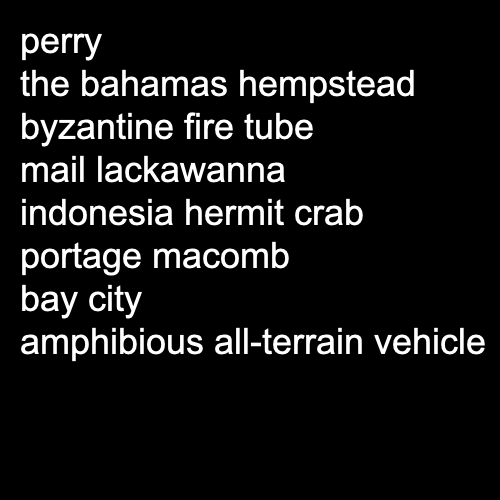 perry
the bahamas hempstead
byzantine fire tube
mail lackawanna
indonesia hermit crab
portage macomb
bay city
amphibious all-terrain vehicle